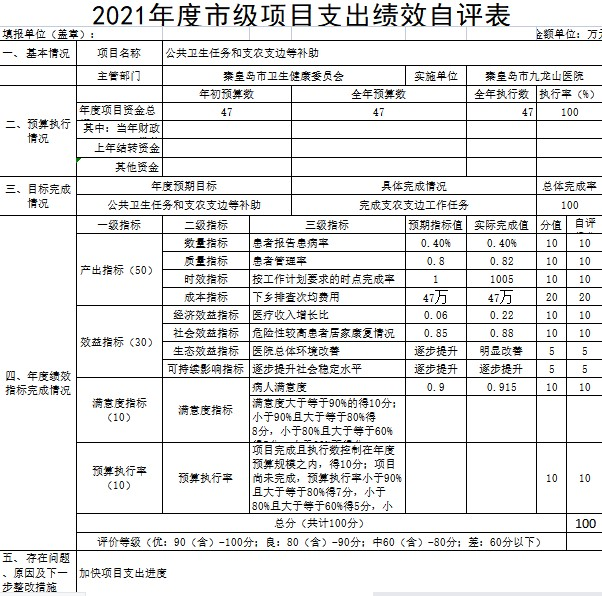 2021年度市级项目支出绩效自评表
填报单位（盖章）： 金额单位：万元
一、基本情况 项目名称 公共卫生任务和支农支边等补助
主管部门 秦皇岛市卫生健康委员会 实施单位 秦皇岛市九龙山医院
二、预算执行情况 年初预算数 全年预算数 全年执行数 执行率（%）
年度项目资金总 47 47 47 100
其中：当年财政
上年结转资金
其他资金
三、目标完成情况 年度预期目标 具体完成情况 总体完成率
公共卫生任务和支农支边等补助 完成支农支边工作任务 100
四、年度绩效指标完成情况 一级指标 二级指标 三级指标 预期指标值 实际完成值 分值 自评
产出指标（50） 数量指标 患者报告患病率 0.40% 0.40% 10 10
质量指标 患者管理率 0.8 0.82 10 10
时效指标 按工作计划要求的时点完成率 1 1005 10 10
成本指标 下乡排查次均费用 47万 47万 20 20
效益指标（30） 经济效益指标 医疗收入增长比 0.06 0.22 10 10
社会效益指标 危险性较高患者居家康复情况 0.85 0.88 10 10
生态效益指标 医院总体环境改善 逐步提升 明显改善 5 5
可持续影响指标 逐步提升社会稳定水平 逐步提升 逐步提升 5 5
满意度指标（10） 满意度指标 病人满意度 0.9 0.915 10 10
满意度大于等于90%的得10分；
小于90%且大于等于80%得
8分，小于80%且大于等于60%
预算执行率（10） 预算执行率 项目完成且执行数控制在年度
预算规模之内，得10分；项目
尚未完成，预算执行率小于90%
且大于等于80%得7分，小于
80%且大于等于60%得5分，小
10 10
总分（共计100分） 100
评价等级（优：90（含）-100分；良：80（含）-90分；中60（含）-80分；差：60分以下）
五、存在问题、原因及下一步整改措施 加快项目支出进度